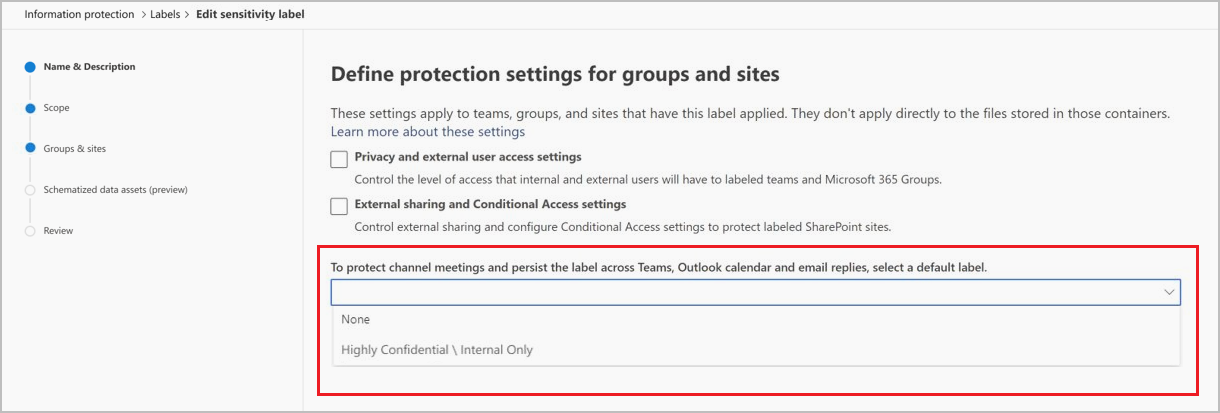 Information protection > Labels > Edit sensitivity label
Name & Description
Scope
Groups & sites
Schematized data assets (preview)
Review
Define protection settings for groups and sites
These settings apply to teams, groups, and sites that have this label applied. They don't apply directly to the files stored in those containers.
Learn more about these settings
Privacy and external user access settings
Control the level of access that internal and external users will have to labeled teams and Microsoft 365 Groups.
External sharing and Conditional Access settings
Control external sharing and configure Conditional Access settings to protect labeled SharePoint sites.
To protect channel meetings and persist the label across Teams, Outlook calendar and email replies, select a default label.
None
Highly Confidential \ Internal Only